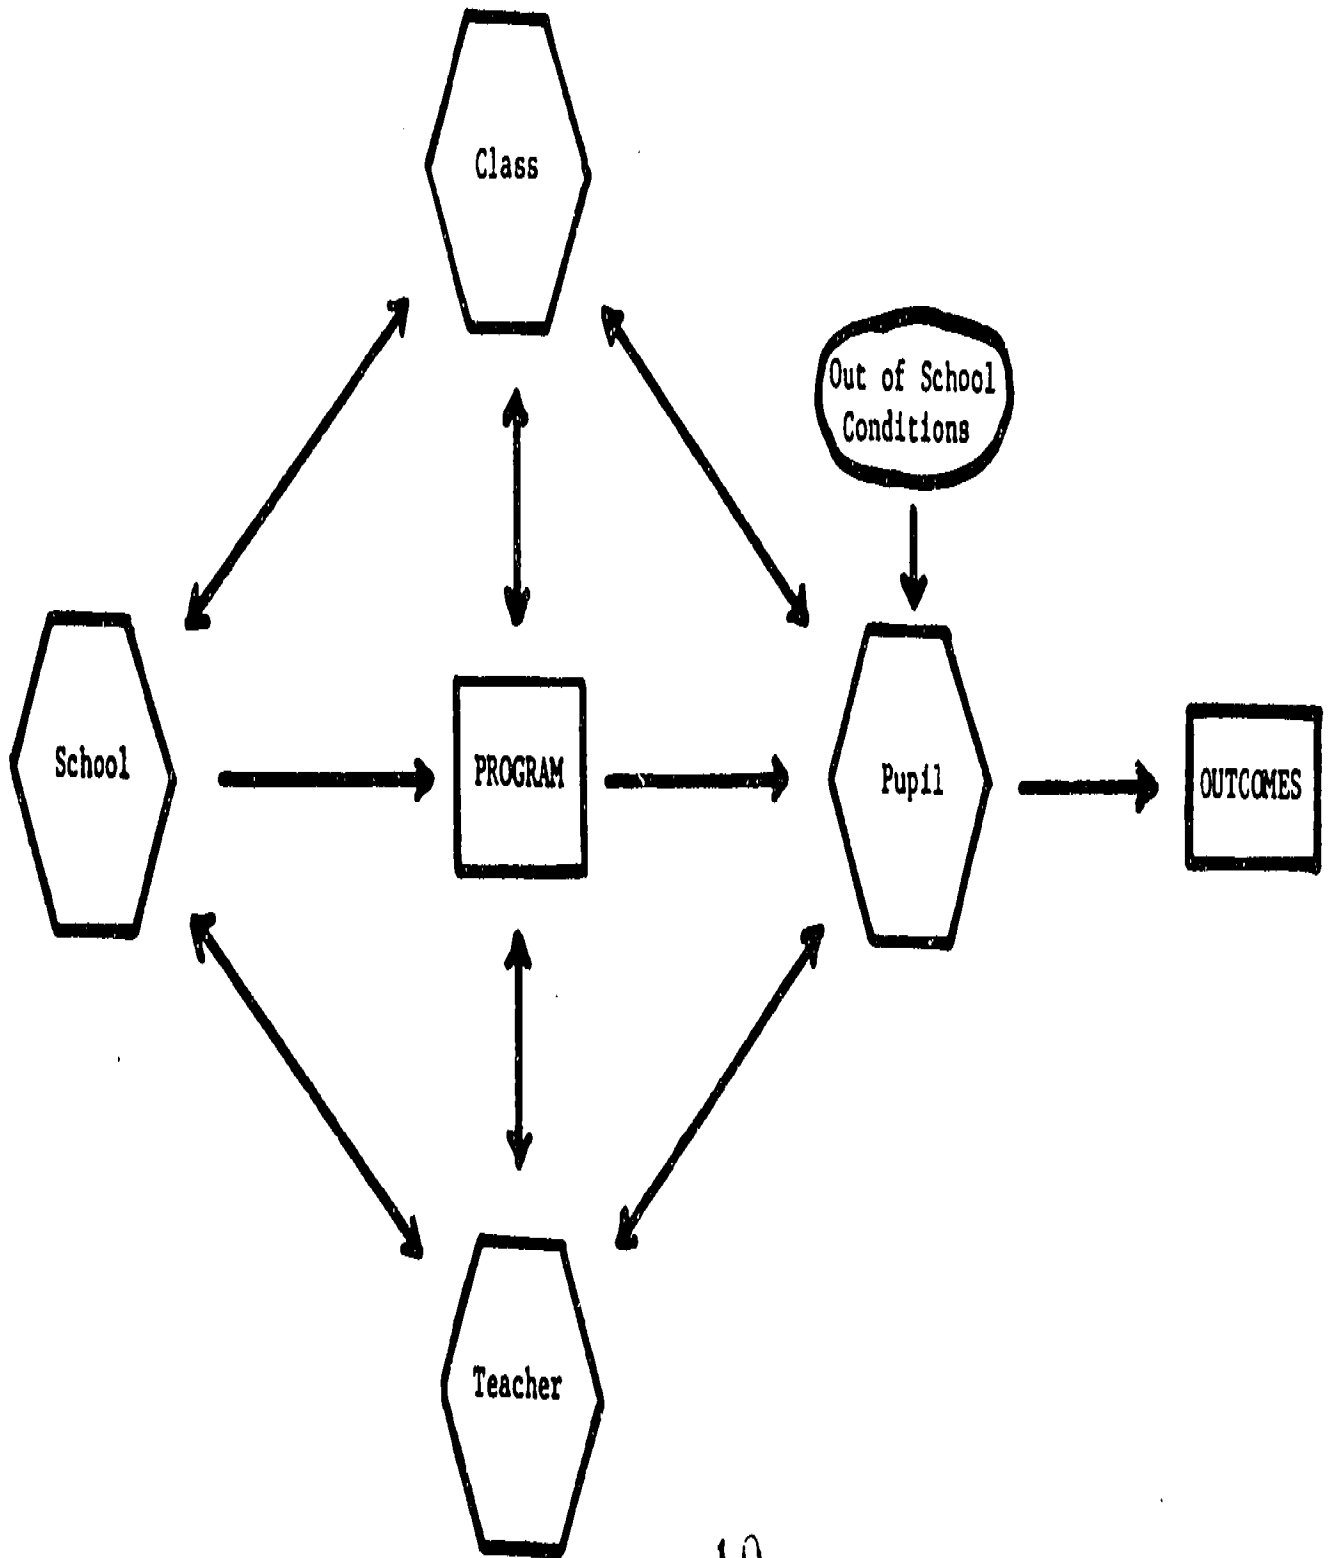 Class
Out of School
Conditions
School
PROGRAM
Pupil
OUTCOMES
Teacher